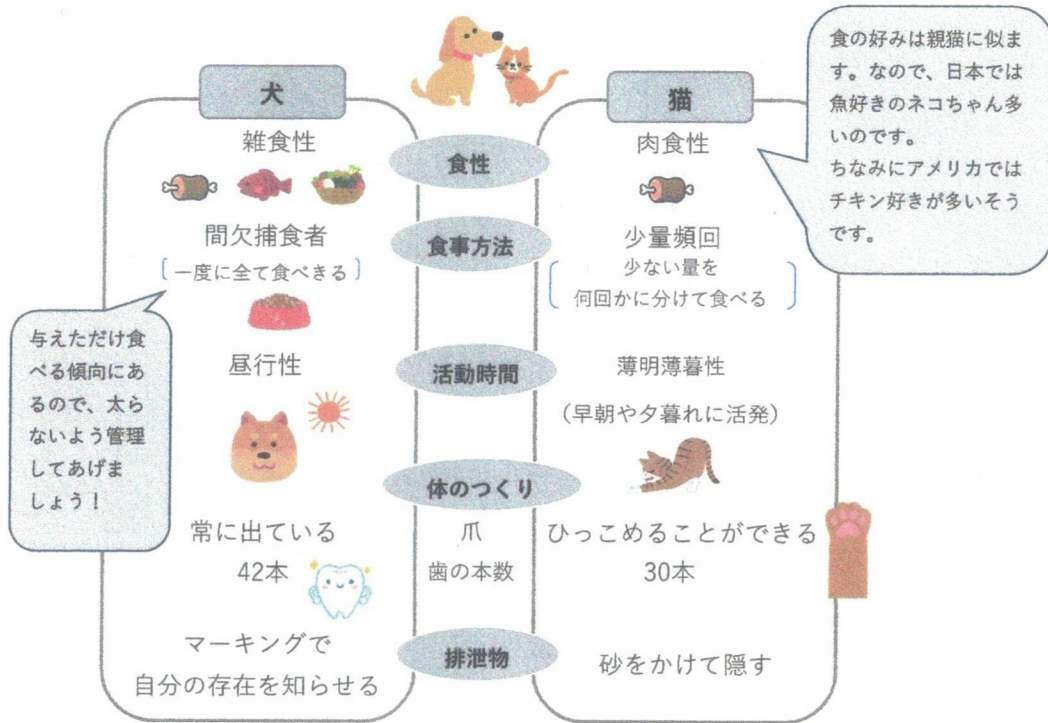 犬
猫
食の好みは親猫に似ま
す。なので、日本では
魚好きのネコちゃん多
いのです。
ちなみにアメリカでは
チキン好きが多いそう
です。
雑食性
食性
肉食性
間欠捕食者
食事方法
少量頻回
一度に全て食べきる
少ない量を
何回かに分けて食べる
与えただけ食
べる傾向にあ
るので、太ら
ないよう管理
してあげま
しょう！
昼行性
活動時間
薄明薄暮性
（早朝や夕暮れに活発）
体のつくり
常に出ている
爪
ひっこめることができる
42本
歯の本数
30本
マーキングで
自分の存在を知らせる
排泄物
砂をかけて隠す